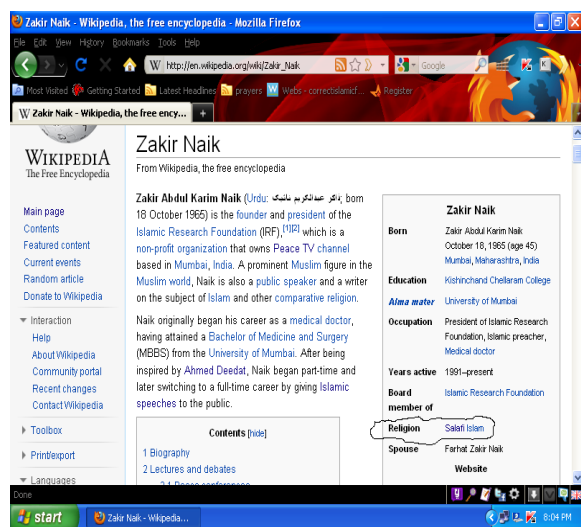 Zakir Naik - Wikipedia, the free encyclopedia - Mozilla Firefox
File Edit View History Bookmarks Tools Help
http://en.wikipedia.org/wiki/Zakir_Naik
Google
Most Visited Getting Started Latest Headlines prayers Webs - correctislamicf... Register
Zakir Naik - Wikipedia, the free ency...
WIKIPEDIA
The Free Encyclopedia
Main page
Contents
Featured content
Current events
Random article
Donate to Wikipedia
Interaction
Help
About Wikipedia
Community portal
Recent changes
Contact Wikipedia
Toolbox
Print/export
Languages
Zakir Naik
From Wikipedia, the free encyclopedia
Zakir Abdul Karim Naik (Urdu: ذاکر عبدالکریم نائیک; born
18 October 1965) is the founder and president of the
Islamic Research Foundation (IRF),[1][2] which is a
non-profit organization that owns Peace TV channel
based in Mumbai, India. A prominent Muslim figure in the
Muslim world, Naik is also a public speaker and a writer
on the subject of Islam and other comparative religion.
Naik originally began his career as a medical doctor,
having attained a Bachelor of Medicine and Surgery
(MBBS) from the University of Mumbai. After being
inspired by Ahmed Deedat, Naik began part-time and
later switching to a full-time career by giving Islamic
speeches to the public.
Contents [hide]
1 Biography
2 Lectures and debates
2.1 Peace conferences
Zakir Naik
Born Zakir Abdul Karim Naik
October 18, 1965 (age 45)
Mumbai, Maharashtra, India
Education Kishinchand Chellaram College
Alma mater University of Mumbai
Occupation President of Islamic Research
Foundation, Islamic preacher,
Medical doctor
Years active 1991–present
Board Islamic Research Foundation
member of
Religion Salafi Islam
Spouse Farhat Zakir Naik
Website
Done
start Zakir Naik - Wikipedia... 8:04 PM